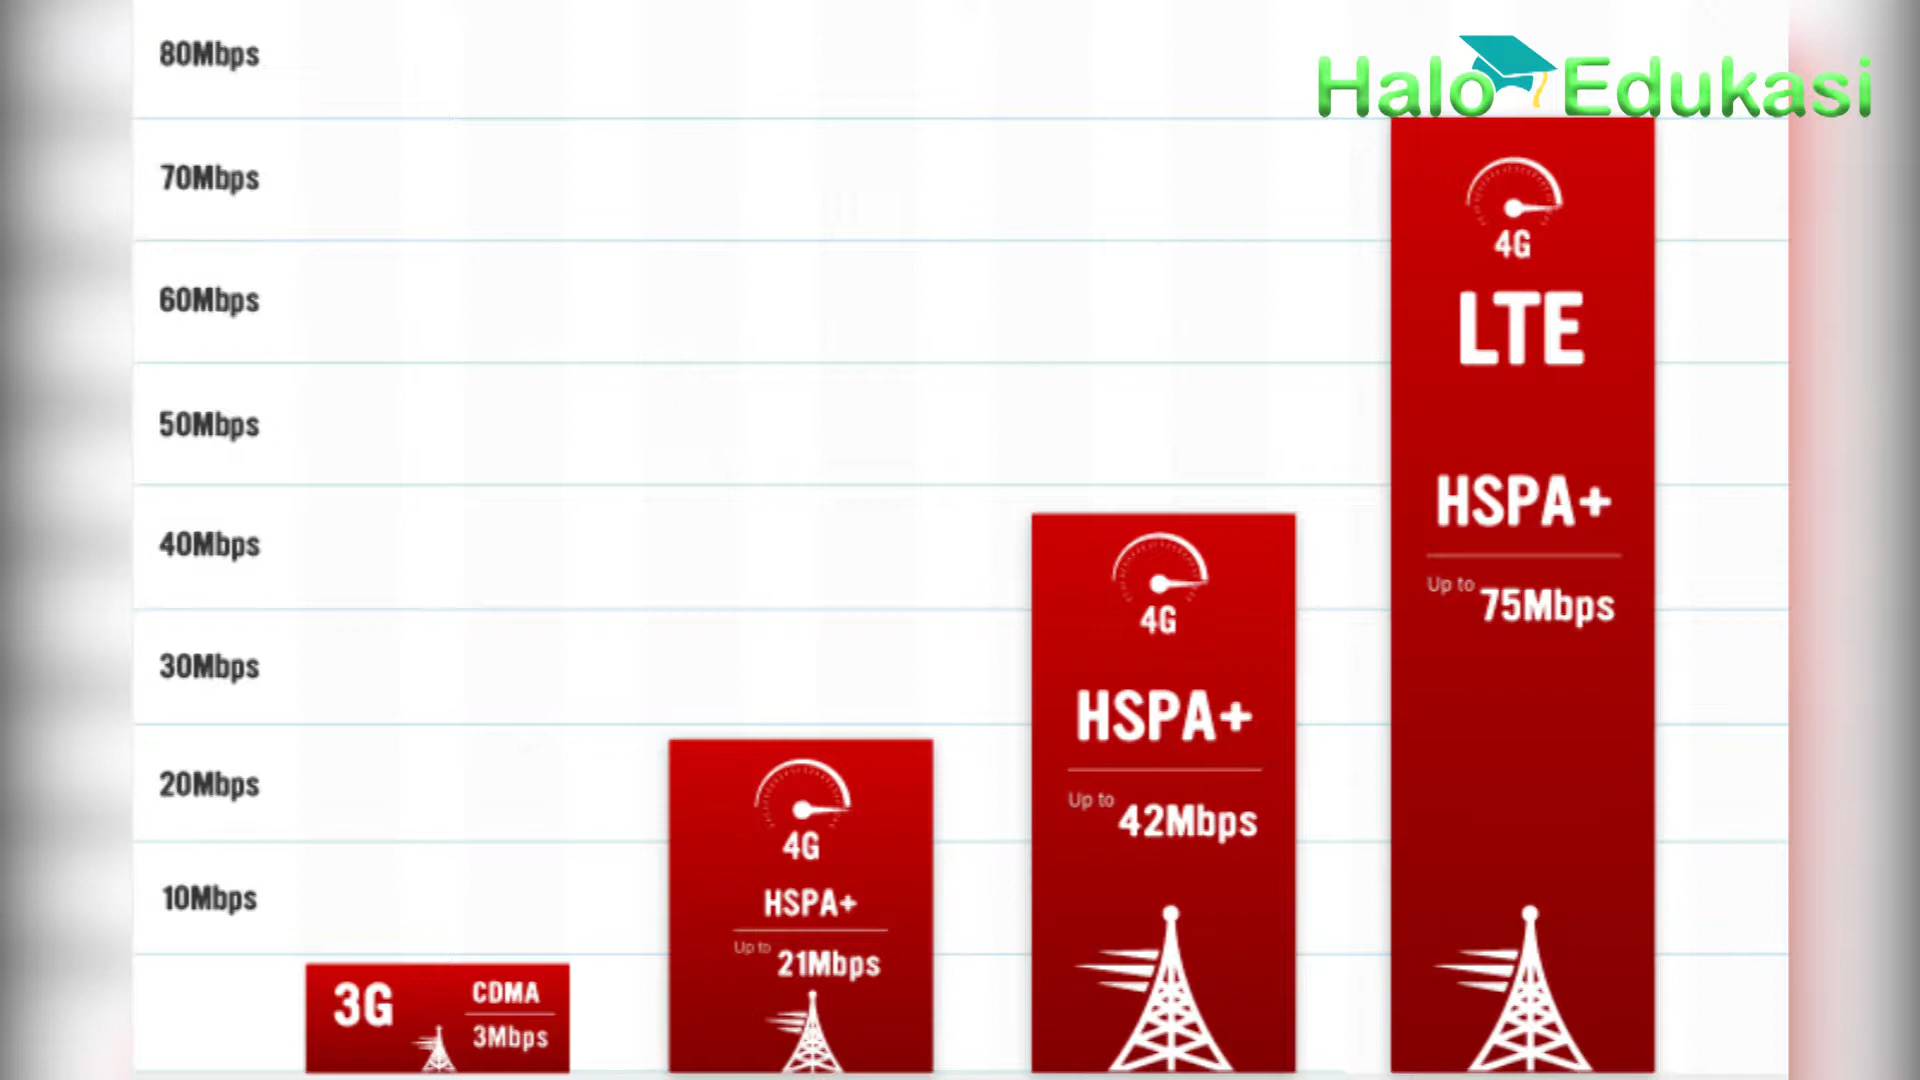 80Mbps
Halo Edukasi
70Mbps
60Mbps
50Mbps
40Mbps
30Mbps
20Mbps
10Mbps
3G
CDMA
3Mbps
4G
HSPA+
Up to 21Mbps
4G
HSPA+
Up to 42Mbps
4G
LTE
HSPA+
Up to 75Mbps